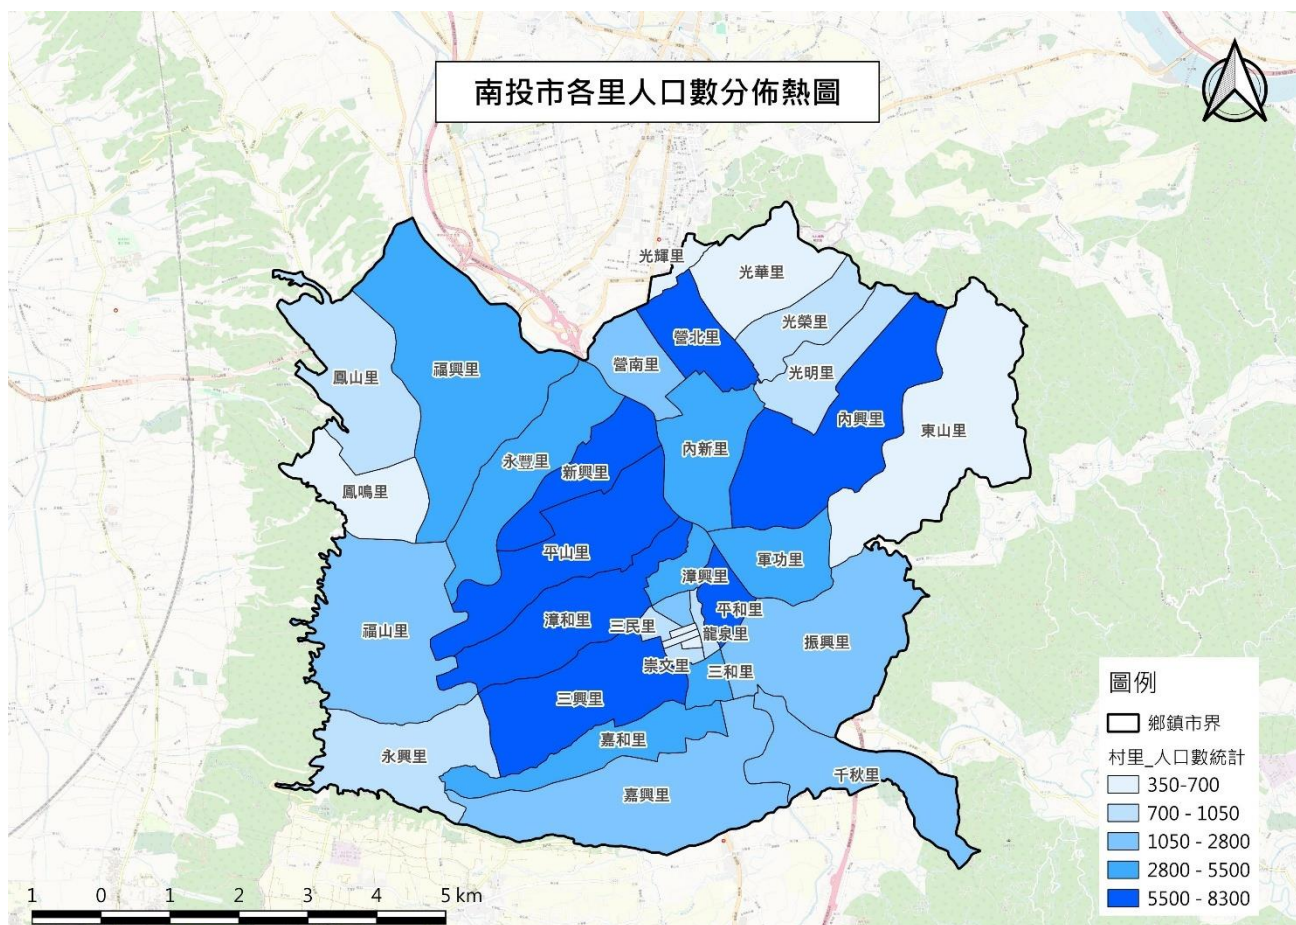 南投市各里人口數分佈熱圖
光輝里
光華里
光榮里
營北里
營南里
光明里
鳳山里
福興里
內興里
東山里
內新里
永豐里
新興里
鳳鳴里
平山里
軍功里
漳興里
平和里
漳和里
三民里
龍泉里
福山里
振興里
崇文里
三和里
三興里
嘉和里
永興里
千秋里
嘉興里
圖例
鄉鎮市界
村里_人口數統計
350-700
700 - 1050
1050 - 2800
2800 - 5500
5500 - 8300
1 0 1 2 3 4 5 km